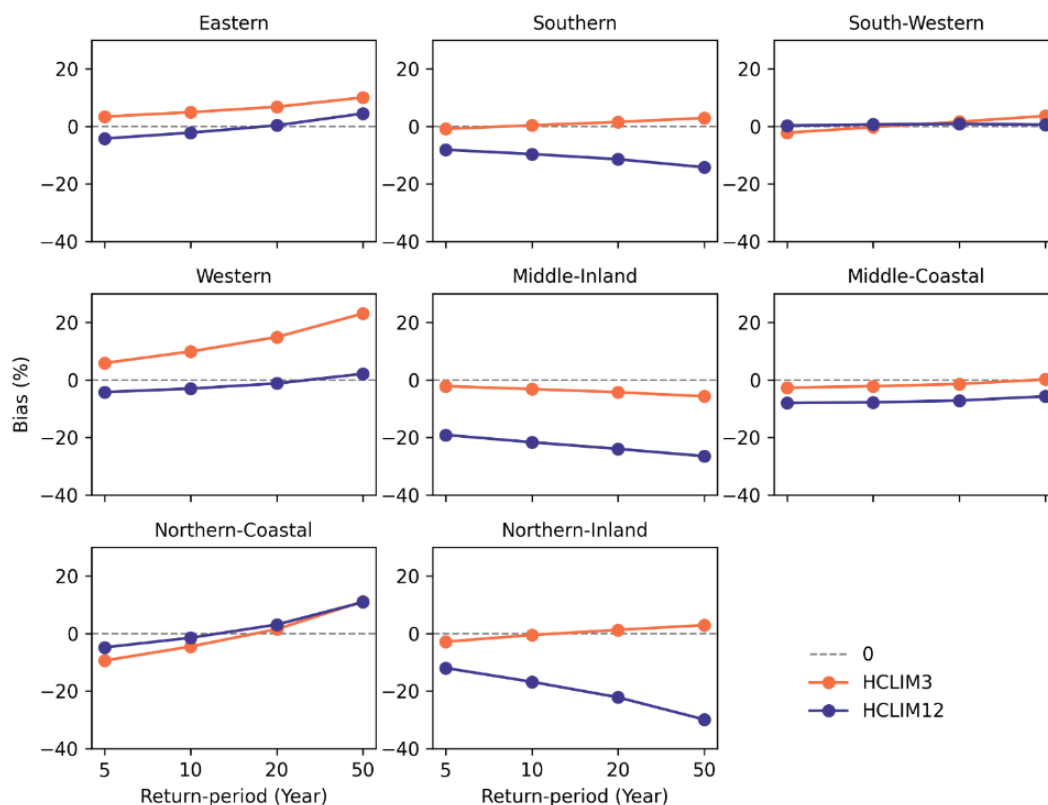 Eastern
Southern
South-Western
20
0
−20
−40
20
0
−20
−40
20
0
−20
−40
Western
Middle-Inland
Middle-Coastal
Bias (%)
20
0
−20
−40
20
0
−20
−40
20
0
−20
−40
Northern-Coastal
Northern-Inland
20
0
−20
−40
20
0
−20
−40
0
HCLIM3
HCLIM12
5 10 20 50
5 10 20 50
Return-period (Year)
Return-period (Year)